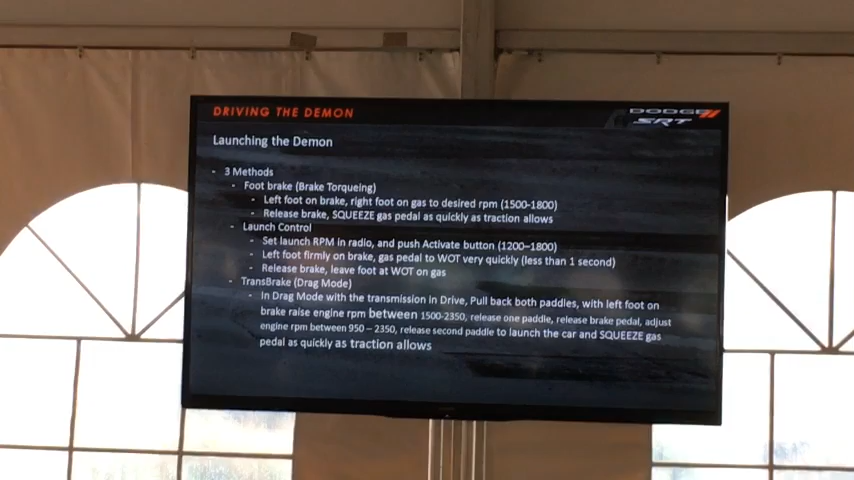 DRIVING THE DEMON
DODGE
SRT
Launching the Demon
- 3 Methods
- Foot brake (Brake Torqueing)
- Left foot on brake, right foot on gas to desired rpm (1500-1800)
- Release brake, SQUEEZE gas pedal as quickly as traction allows
- Launch Control
- Set launch RPM in radio, and push Activate button (1200–1800)
- Left foot firmly on brake, gas pedal to WOT very quickly (less than 1 second)
- Release brake, leave foot at WOT on gas
- TransBrake (Drag Mode)
- In Drag Mode with the transmission in Drive, Pull back both paddles, with left foot on
brake raise engine rpm between 1500-2350, release one paddle, release brake pedal, adjust
engine rpm between 950 – 2350, release second paddle to launch the car and SQUEEZE gas
pedal as quickly as traction allows